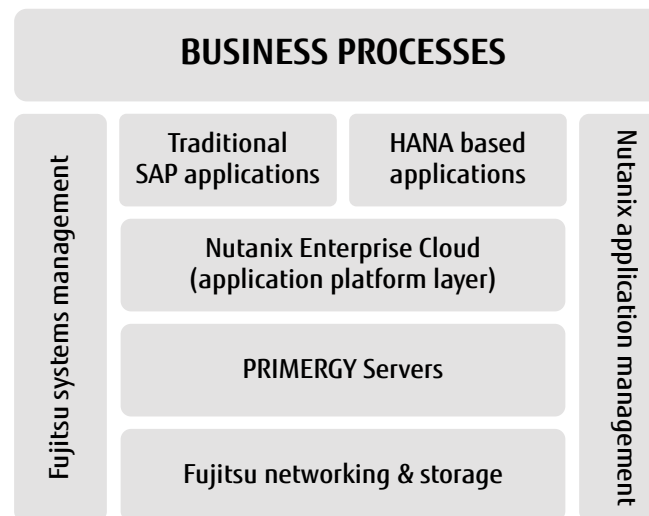 BUSINESS PROCESSES
Fujitsu systems management
Traditional
SAP applications
HANA based
applications
Nutanix Enterprise Cloud
(application platform layer)
PRIMERGY Servers
Fujitsu networking & storage
Nutanix application management